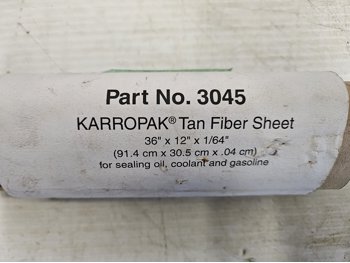 Part No. 3045
KARROPAK® Tan Fiber Sheet
36" x 12" x 1/64"
(91.4 cm x 30.5 cm x .04 cm)
for sealing oil, coolant and gasoline